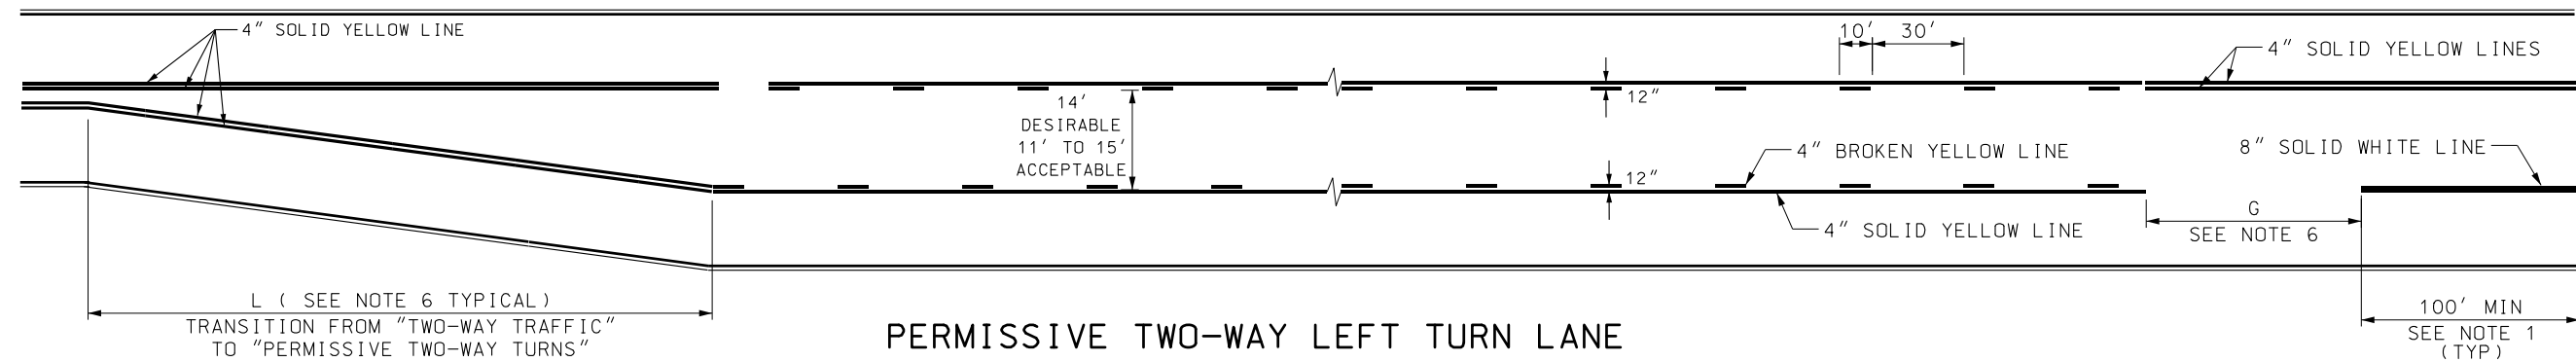 4" SOLID YELLOW LINE
10' 30'
4" SOLID YELLOW LINES
14'
DESIRABLE
11' TO 15'
ACCEPTABLE
12"
4" BROKEN YELLOW LINE
8" SOLID WHITE LINE
12"
4" SOLID YELLOW LINE
G
SEE NOTE 6
L ( SEE NOTE 6 TYPICAL)
TRANSITION FROM "TWO-WAY TRAFFIC"
TO "PERMISSIVE TWO-WAY TURNS"
PERMISSIVE TWO-WAY LEFT TURN LANE
100' MIN
SEE NOTE 1
(TYP)